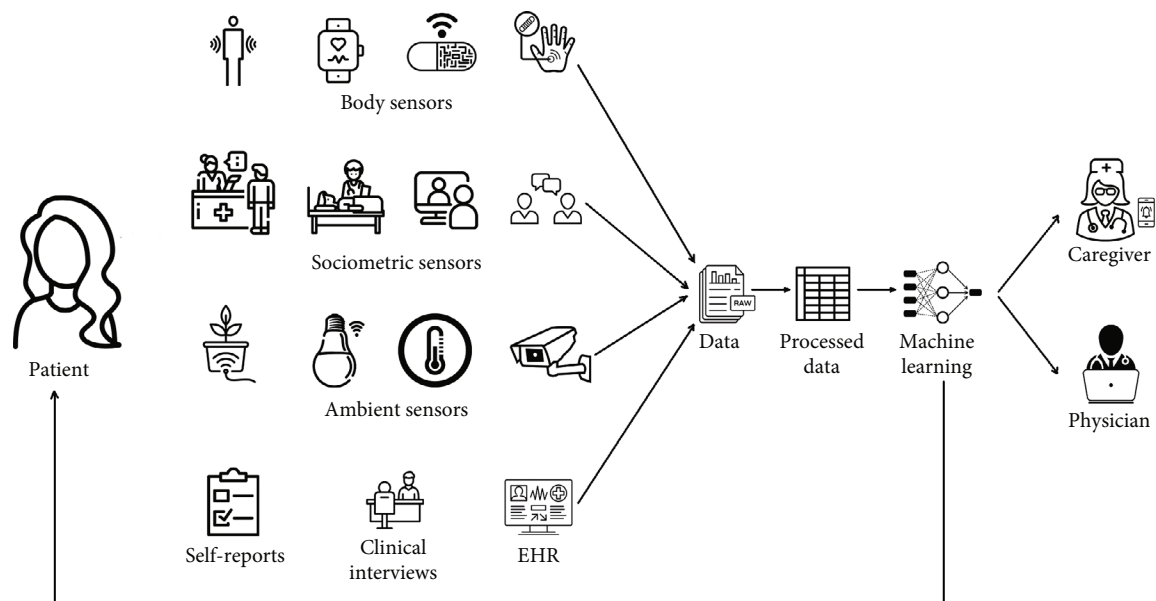 Body sensors
Sociometric sensors
Caregiver
RAW
Patient
Data
Processed
data
Machine
learning
Ambient sensors
Physician
Self-reports
Clinical
interviews
EHR